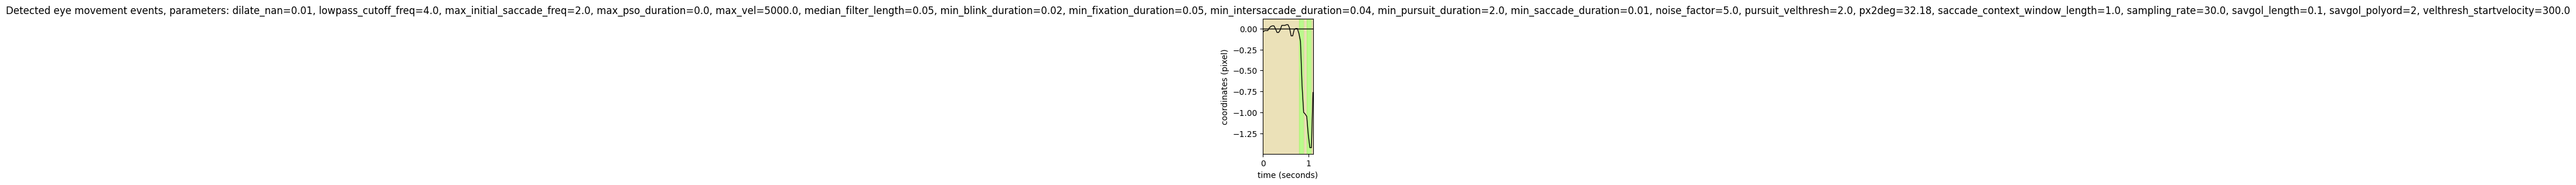 Detected eye movement events, parameters: dilate_nan=0.01, lowpass_cutoff_freq=4.0, max_initial_saccade_freq=2.0, max_pso_duration=0.0, max_vel=5000.0, median_filter_length=0.05, min_blink_duration=0.02, min_fixation_duration=0.05, min_intersaccade_duration=0.04, min_pursuit_duration=2.0, min_saccade_duration=0.01, noise_factor=5.0, pursuit_velthresh=2.0, px2deg=32.18, saccade_context_window_length=1.0, sampling_rate=30.0, savgol_length=0.1, savgol_polyord=2, velthresh_startvelocity=300.0
0.00
−0.25
−0.50
−0.75
−1.00
−1.25
coordinates (pixel)
0 1
time (seconds)